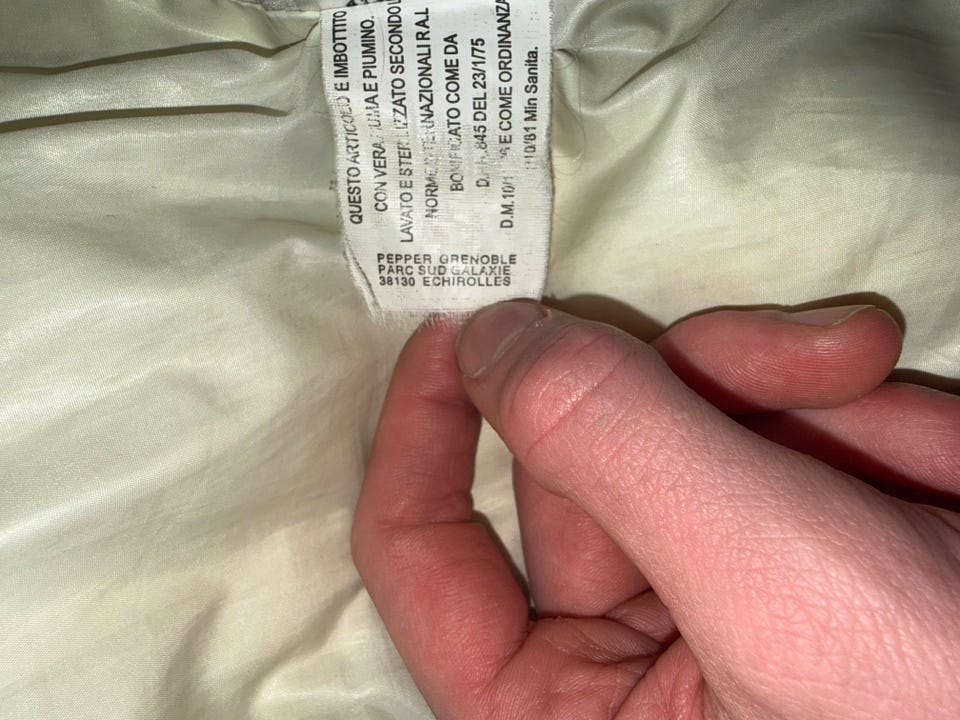 QUESTO ARTICOLO E IMBOTTITO
CON VERA PIUMA E PIUMINO.
LAVATO E STERILIZZATO SECONDO L
NORME INTERNAZIONALI R.A.L
BONIFICATO COME DA
845 DEL 23/1/75
D.M.10/1 E COME ORDINANZA
10/81 Min Sanita.
PEPPER GRENOBLE
PARC SUD GALAXIE
38130 ECHIROLLES